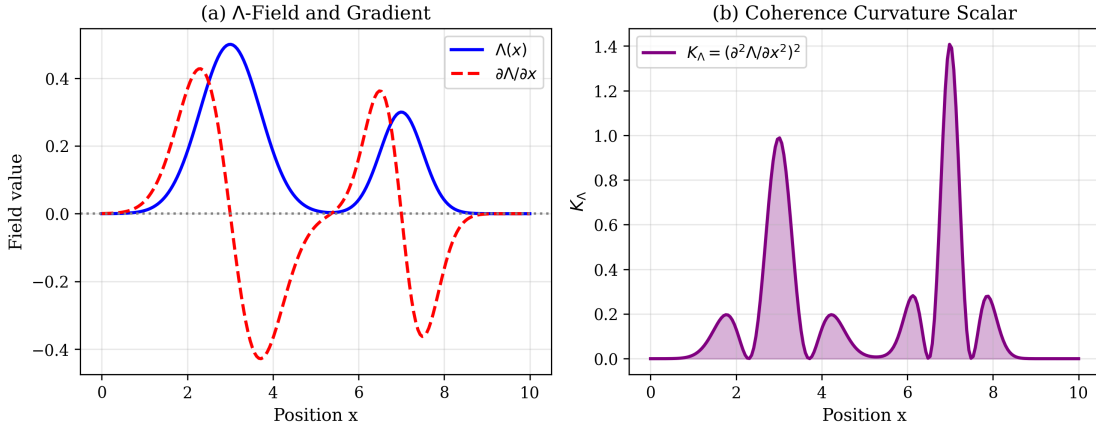 (a) Λ-Field and Gradient
Λ(x)
∂Λ/∂x
0.4
0.2
0.0
−0.2
−0.4
Field value
0 2 4 6 8 10
Position x
(b) Coherence Curvature Scalar
K_Λ = (∂²Λ/∂x²)²
1.4
1.2
1.0
0.8
0.6
0.4
0.2
0.0
K_Λ
0 2 4 6 8 10
Position x